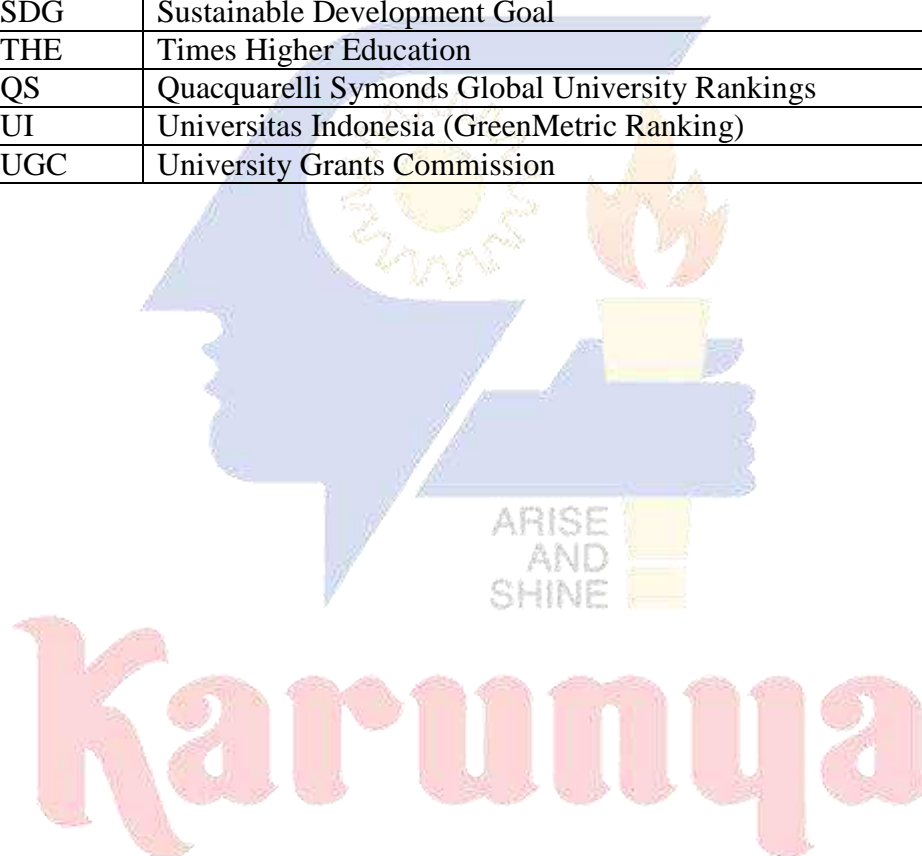 SDG Sustainable Development Goal
THE Times Higher Education
QS Quacquarelli Symonds Global University Rankings
UI Universitas Indonesia (GreenMetric Ranking)
UGC University Grants Commission
ARISE
AND
SHINE
Karunya